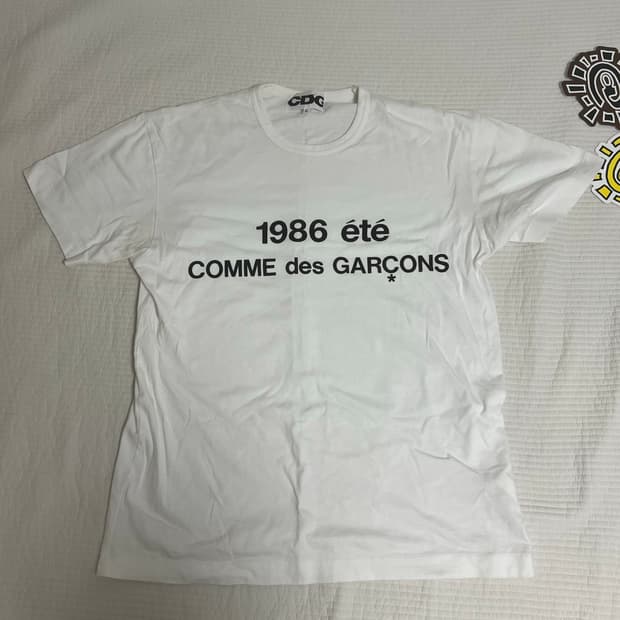 CDG
1986 été
COMME des GARÇONS
*